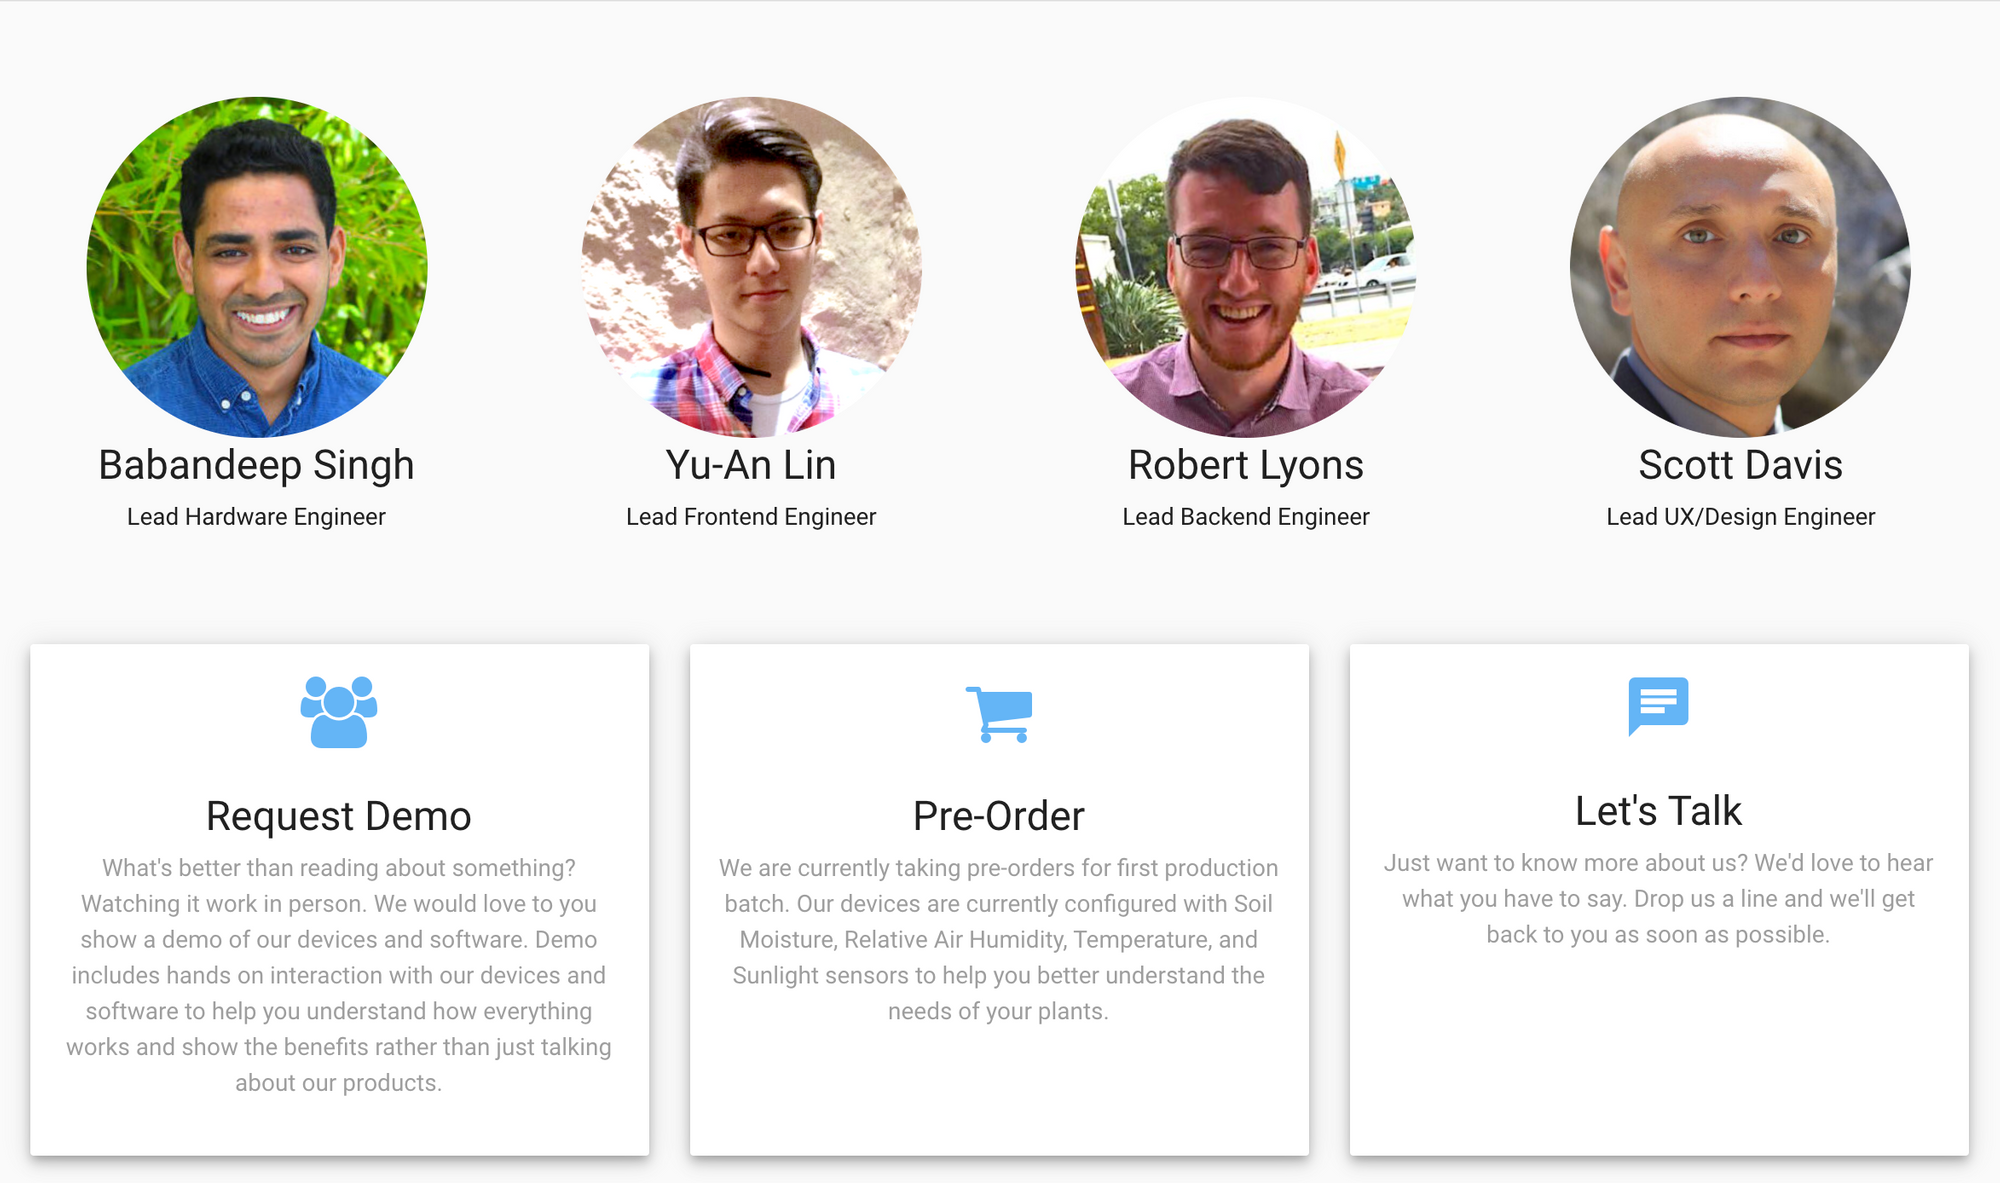 Babandeep Singh
Lead Hardware Engineer
Yu-An Lin
Lead Frontend Engineer
Robert Lyons
Lead Backend Engineer
Scott Davis
Lead UX/Design Engineer
Request Demo
What's better than reading about something?
Watching it work in person. We would love to you
show a demo of our devices and software. Demo
includes hands on interaction with our devices and
software to help you understand how everything
works and show the benefits rather than just talking
about our products.
Pre-Order
We are currently taking pre-orders for first production
batch. Our devices are currently configured with Soil
Moisture, Relative Air Humidity, Temperature, and
Sunlight sensors to help you better understand the
needs of your plants.
Let's Talk
Just want to know more about us? We'd love to hear
what you have to say. Drop us a line and we'll get
back to you as soon as possible.